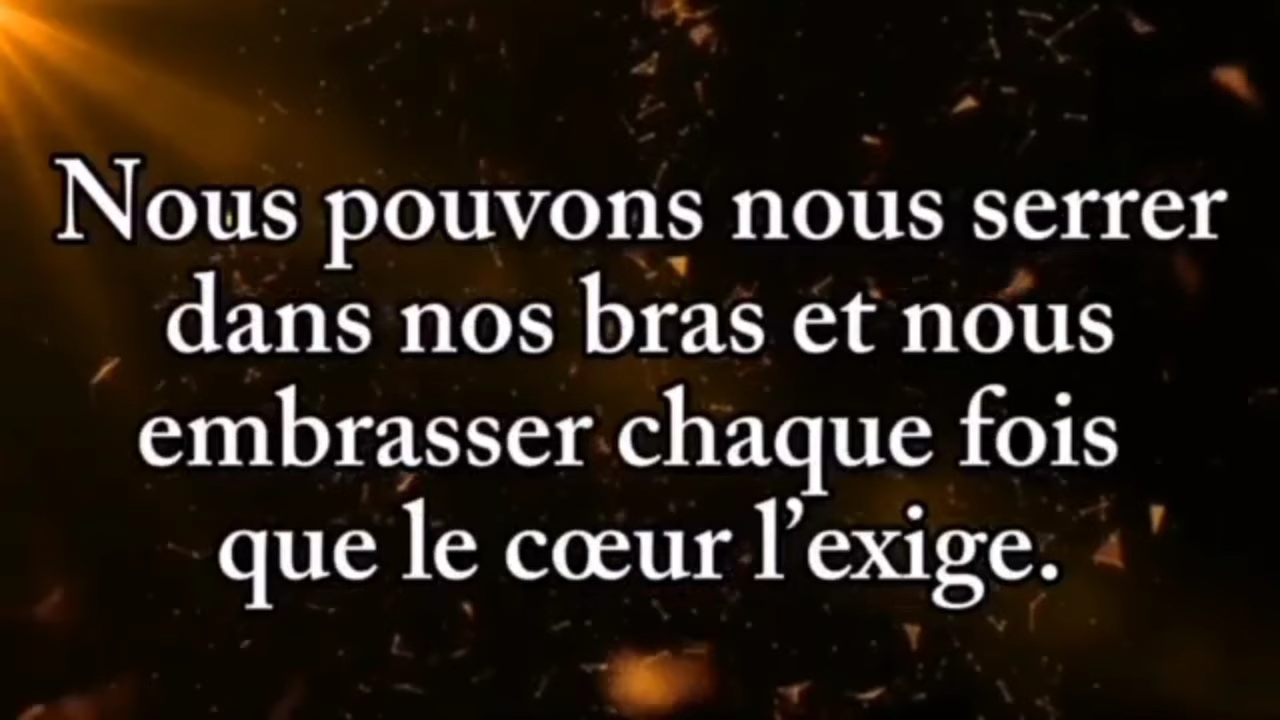 Nous pouvons nous serrer
dans nos bras et nous
embrasser chaque fois
que le cœur l’exige.